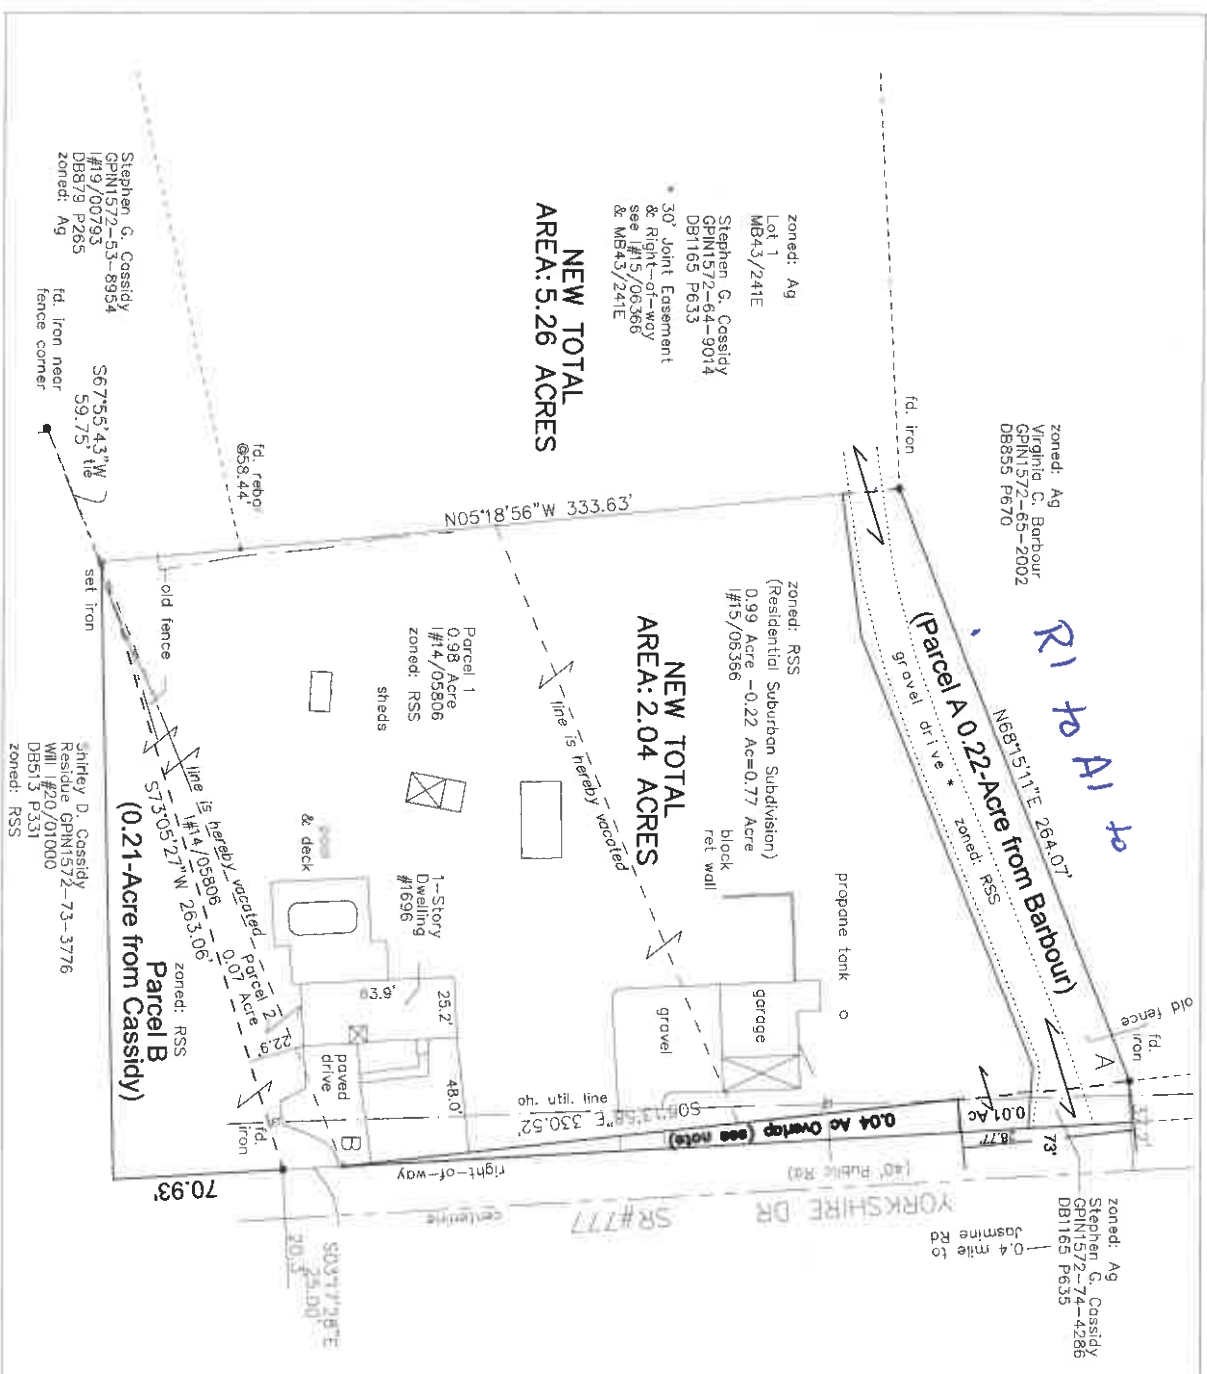 zoned: Ag
Virginia C. Barbour
GPIN1572-65-2002
DB855 P670
R1 to A1 to
fd. iron
zoned: Ag
Lot 1
MB43/241E
Stephen G. Cassidy
GPIN1572-64-9014
DB1165 P633
* 30' Joint Easement
& Right-of-way
see I#15/06366
& MB43/241E
NEW TOTAL
AREA: 5.26 ACRES
N68°15'11"E 264.07'
(Parcel A 0.22-Acre from Barbour)
gravel drive *
zoned: RSS
old fence
fd.
iron
A
zoned: RSS
(Residential Suburban Subdivision)
0.99 Acre -0.22 Ac=0.77 Acre
I#15/06366
NEW TOTAL
AREA: 2.04 ACRES
N05°18'56"W 333.63'
line is hereby vacated
propane tank
block
ret wall
garage
gravel
Parcel 1
0.98 Acre
I#14/05806
zoned: RSS
sheds
1-Story
Dwelling
#1696
& deck
25.2'
48.0'
22.9'
paved
drive
B
oh. util. line
330.52'
0.04 Ac Overlap (see note)
0.01 Ac
73'
right-of-way
(40' Public Rd)
YORKSHIRE DR
SR#777
centerline
0.4 mile to
Jasmine Rd
zoned: Ag
Stephen G. Cassidy
GPIN1572-74-4286
DB1165 P635
Stephen G. Cassidy
GPIN1572-53-8954
I#19/00793
DB879 P265
zoned: Ag
fd. rebar
@58.44'
S67°55'43"W
59.75' tie
fd. iron near
fence corner
set iron
old fence
line is hereby vacated
I#14/05806
S73°05'27"W 263.06'
Parcel 2
0.07 Acre
zoned: RSS
Parcel B
(0.21-Acre from Cassidy)
Shirley D. Cassidy
Residue GPIN1572-73-3776
Will I#20/01080
DB513 P331
zoned: RSS
fd.
iron
70.93'
25.00'